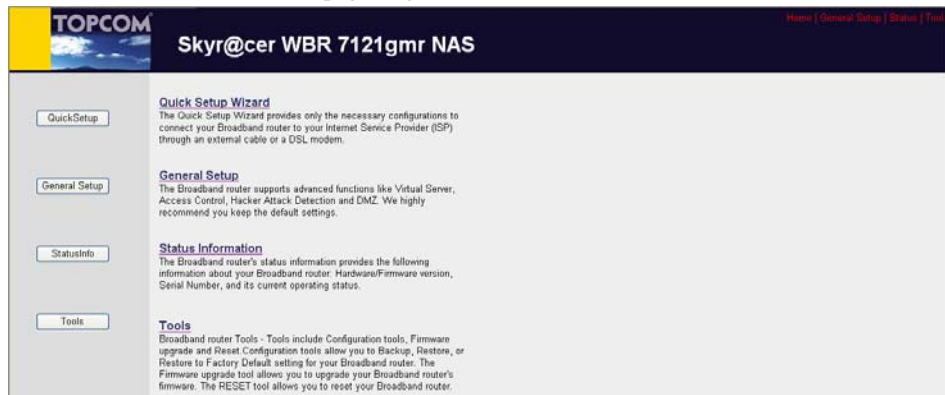 TOPCOM
Home | General Setup | Status | Tool
Skyr@cer WBR 7121gmr NAS
QuickSetup
Quick Setup Wizard
The Quick Setup Wizard provides only the necessary configurations to
connect your Broadband router to your Internet Service Provider (ISP)
through an external cable or a DSL modem.
General Setup
General Setup
The Broadband router supports advanced functions like Virtual Server,
Access Control, Hacker Attack Detection and DMZ. We highly
recommend you keep the default settings.
StatusInfo
Status Information
The Broadband router's status information provides the following
information about your Broadband router: Hardware/Firmware version,
Serial Number, and its current operating status.
Tools
Tools
Broadband router Tools - Tools include Configuration tools, Firmware
upgrade and Reset.Configuration tools allow you to Backup, Restore, or
Restore to Factory Default setting for your Broadband router. The
Firmware upgrade tool allows you to upgrade your Broadband router's
firmware. The RESET tool allows you to reset your Broadband router.